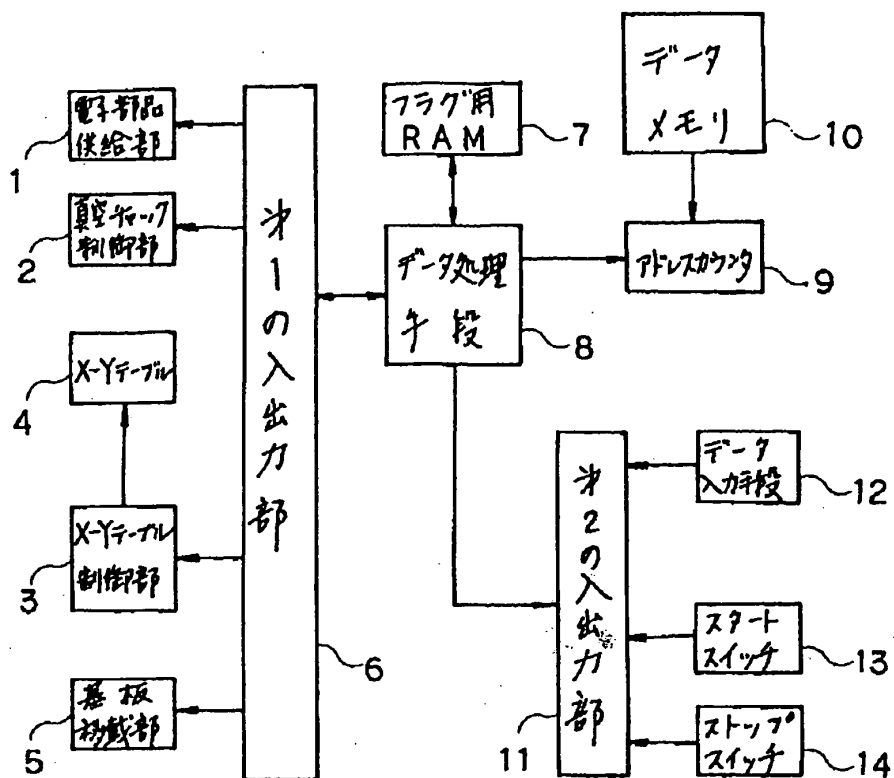 電子部品
供給部
1
真空チャック
制御部
2
X-Yテーブル
4
X-Yテーブル
制御部
3
基板
移載部
5
第1の入出力部
6
フラグ用
RAM
7
データ処理
手段
8
データ
メモリ
10
アドレスカウンタ
9
第2の入出力部
11
データ
入力手段
12
スタート
スイッチ
13
ストップ
スイッチ
14